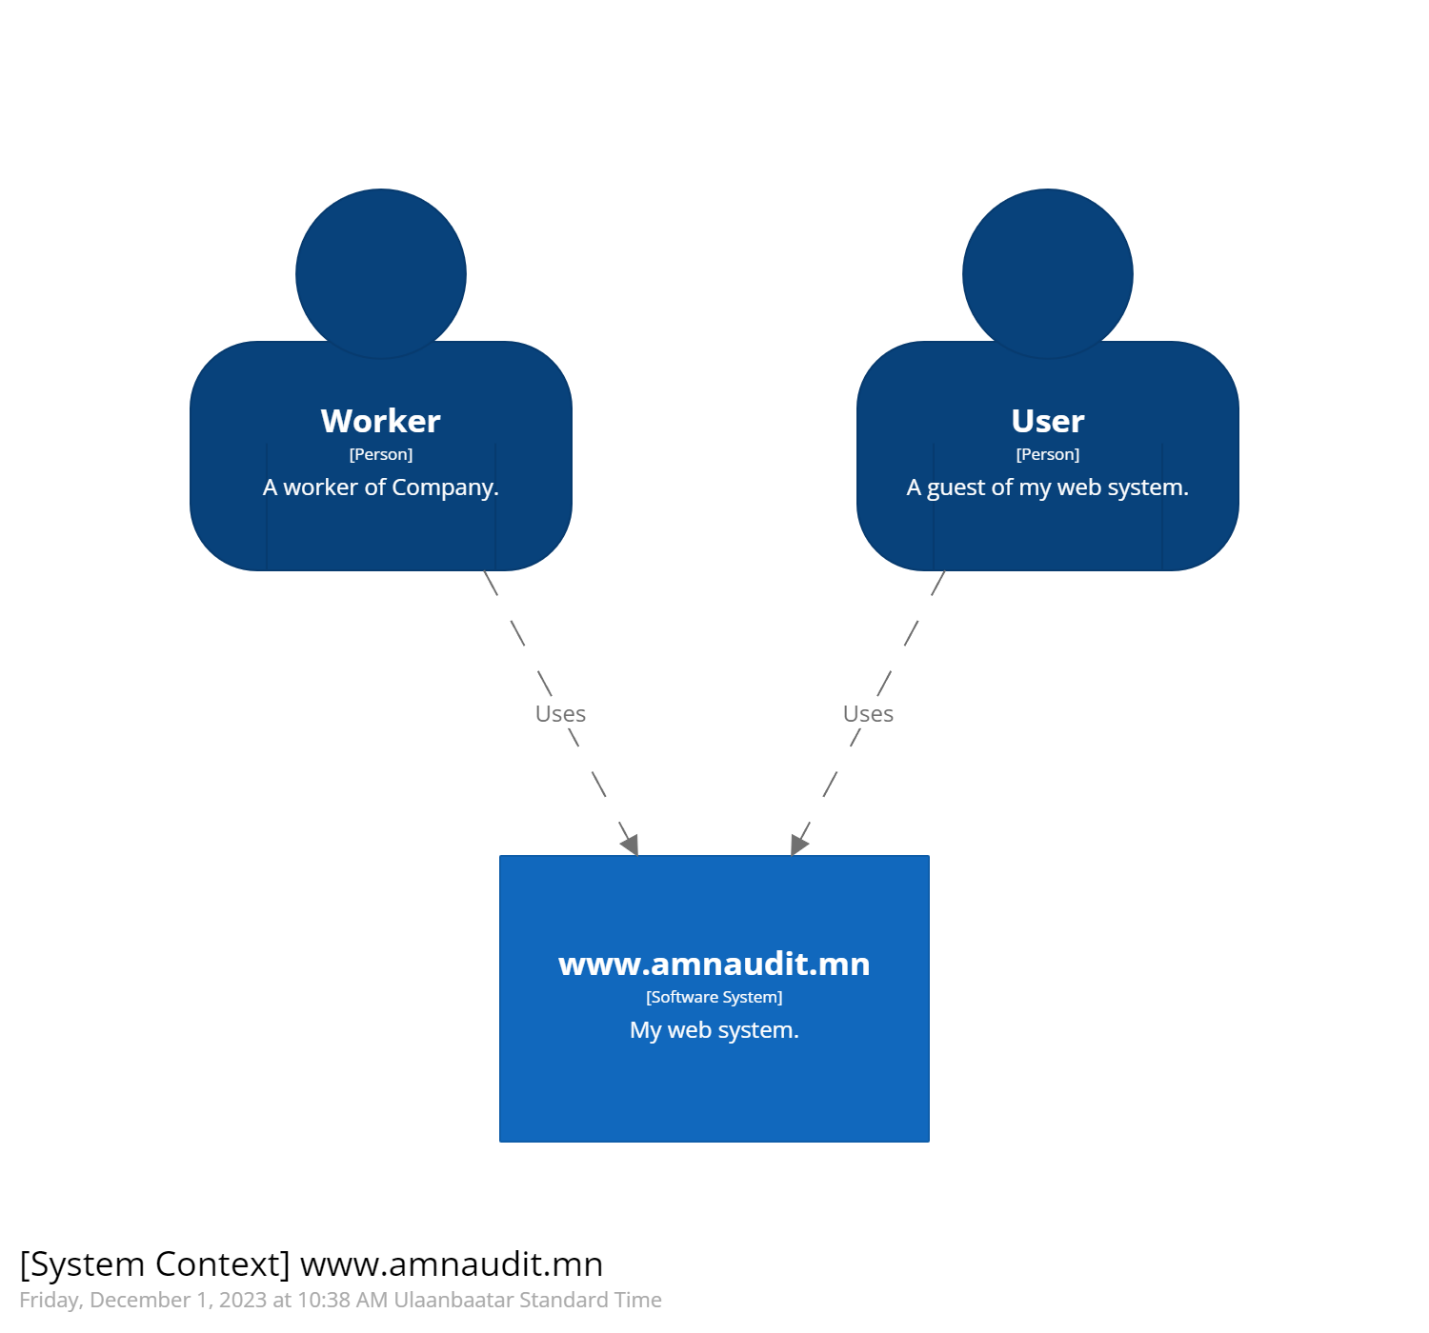 Worker
[Person]
A worker of Company.
User
[Person]
A guest of my web system.
Uses
Uses
www.amnaudit.mn
[Software System]
My web system.
[System Context] www.amnaudit.mn
Friday, December 1, 2023 at 10:38 AM Ulaanbaatar Standard Time